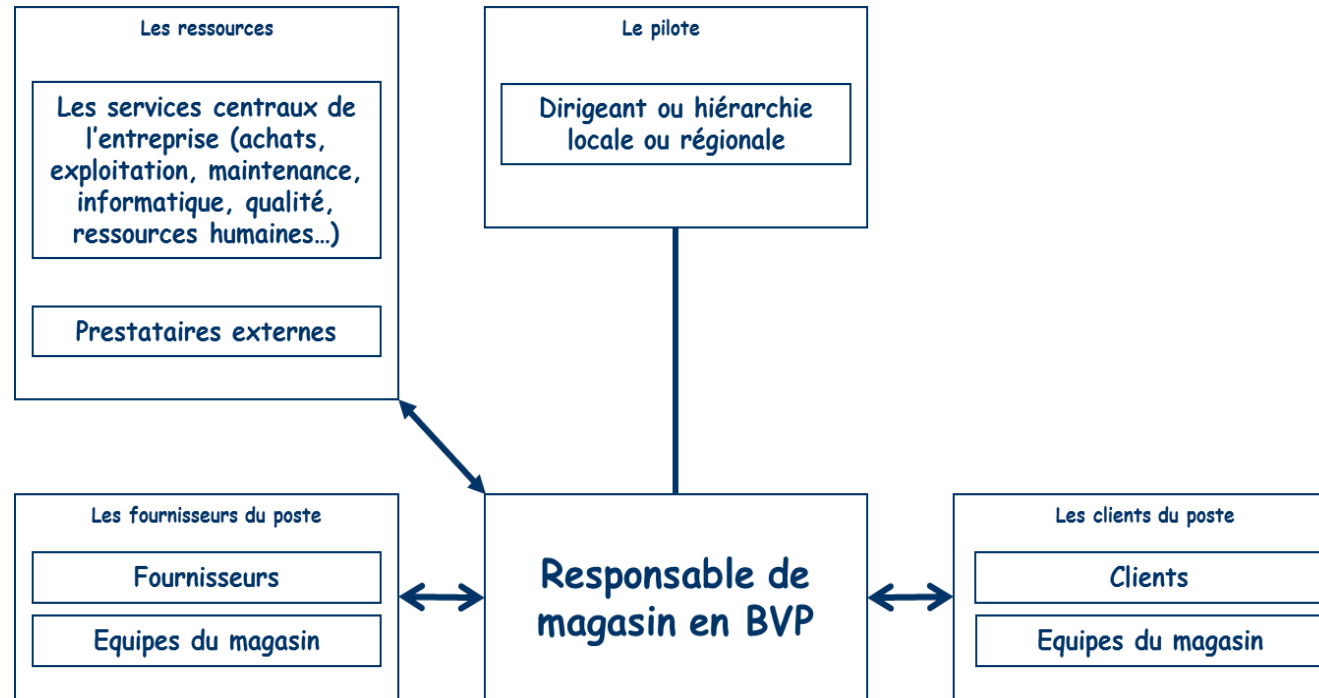 Les ressources
Les services centraux de
l'entreprise (achats,
exploitation, maintenance,
informatique, qualité,
ressources humaines…)
Prestataires externes
Le pilote
Dirigeant ou hiérarchie
locale ou régionale
Les fournisseurs du poste
Fournisseurs
Equipes du magasin
Responsable de
magasin en BVP
Les clients du poste
Clients
Equipes du magasin